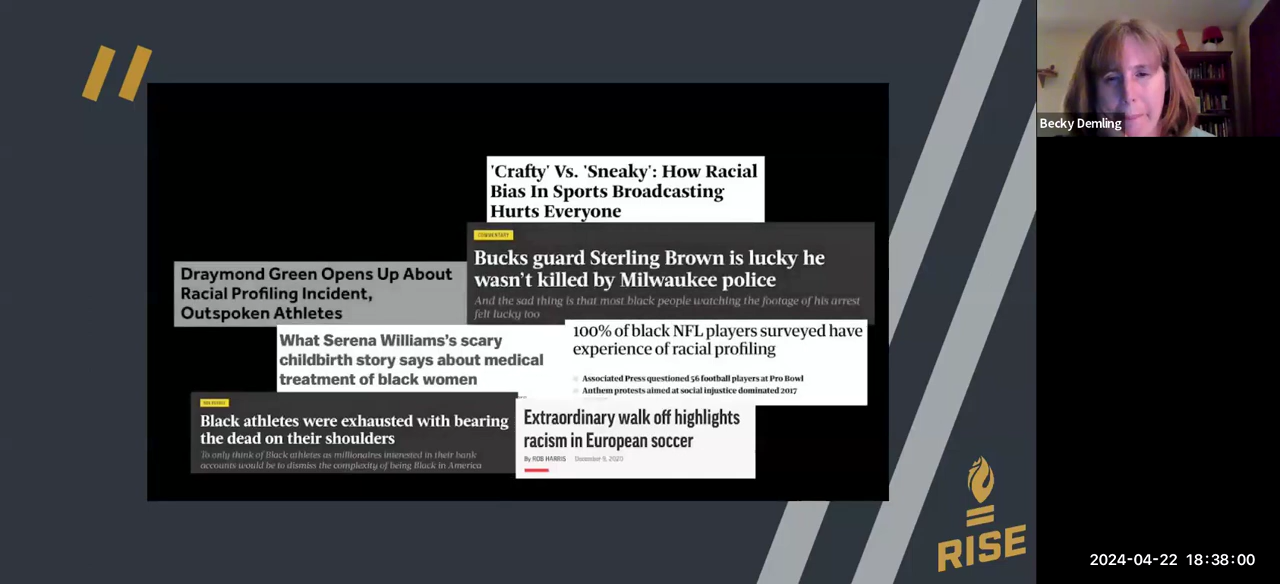 'Crafty' Vs. 'Sneaky': How Racial
Bias In Sports Broadcasting
Hurts Everyone
COMMENTARY
Bucks guard Sterling Brown is lucky he
wasn't killed by Milwaukee police
And the sad thing is that most black people watching the footage of his arrest
felt lucky too
Draymond Green Opens Up About
Racial Profiling Incident,
Outspoken Athletes
What Serena Williams's scary
childbirth story says about medical
treatment of black women
100% of black NFL players surveyed have
experience of racial profiling
Associated Press questioned 56 football players at Pro Bowl
Anthem protests aimed at social injustice dominated 2017
Black athletes were exhausted with bearing
the dead on their shoulders
To only think of Black athletes as millionaires interested in their bank
accounts would be to dismiss the complexity of being Black in America
Extraordinary walk off highlights
racism in European soccer
By ROB HARRIS December 9, 2020
RISE
Becky Demling
2024-04-22 18:38:00